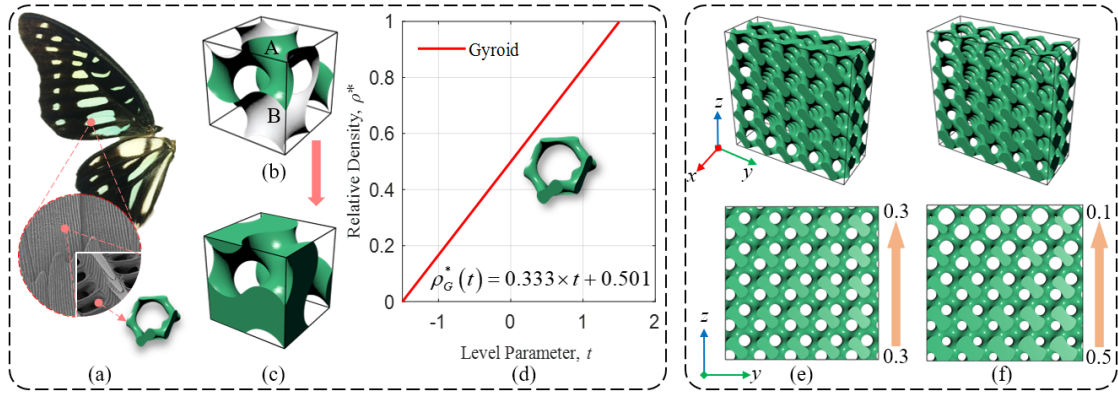 A
B
(b)
(a)
(c)
Gyroid
Relative Density, ρ*
1
0.8
0.6
0.4
0.2
0
ρ*G (t) = 0.333×t + 0.501
-1
0
1
2
Level Parameter, t
(d)
z
x
y
0.3
0.3
0.1
0.5
z
y
(e)
(f)